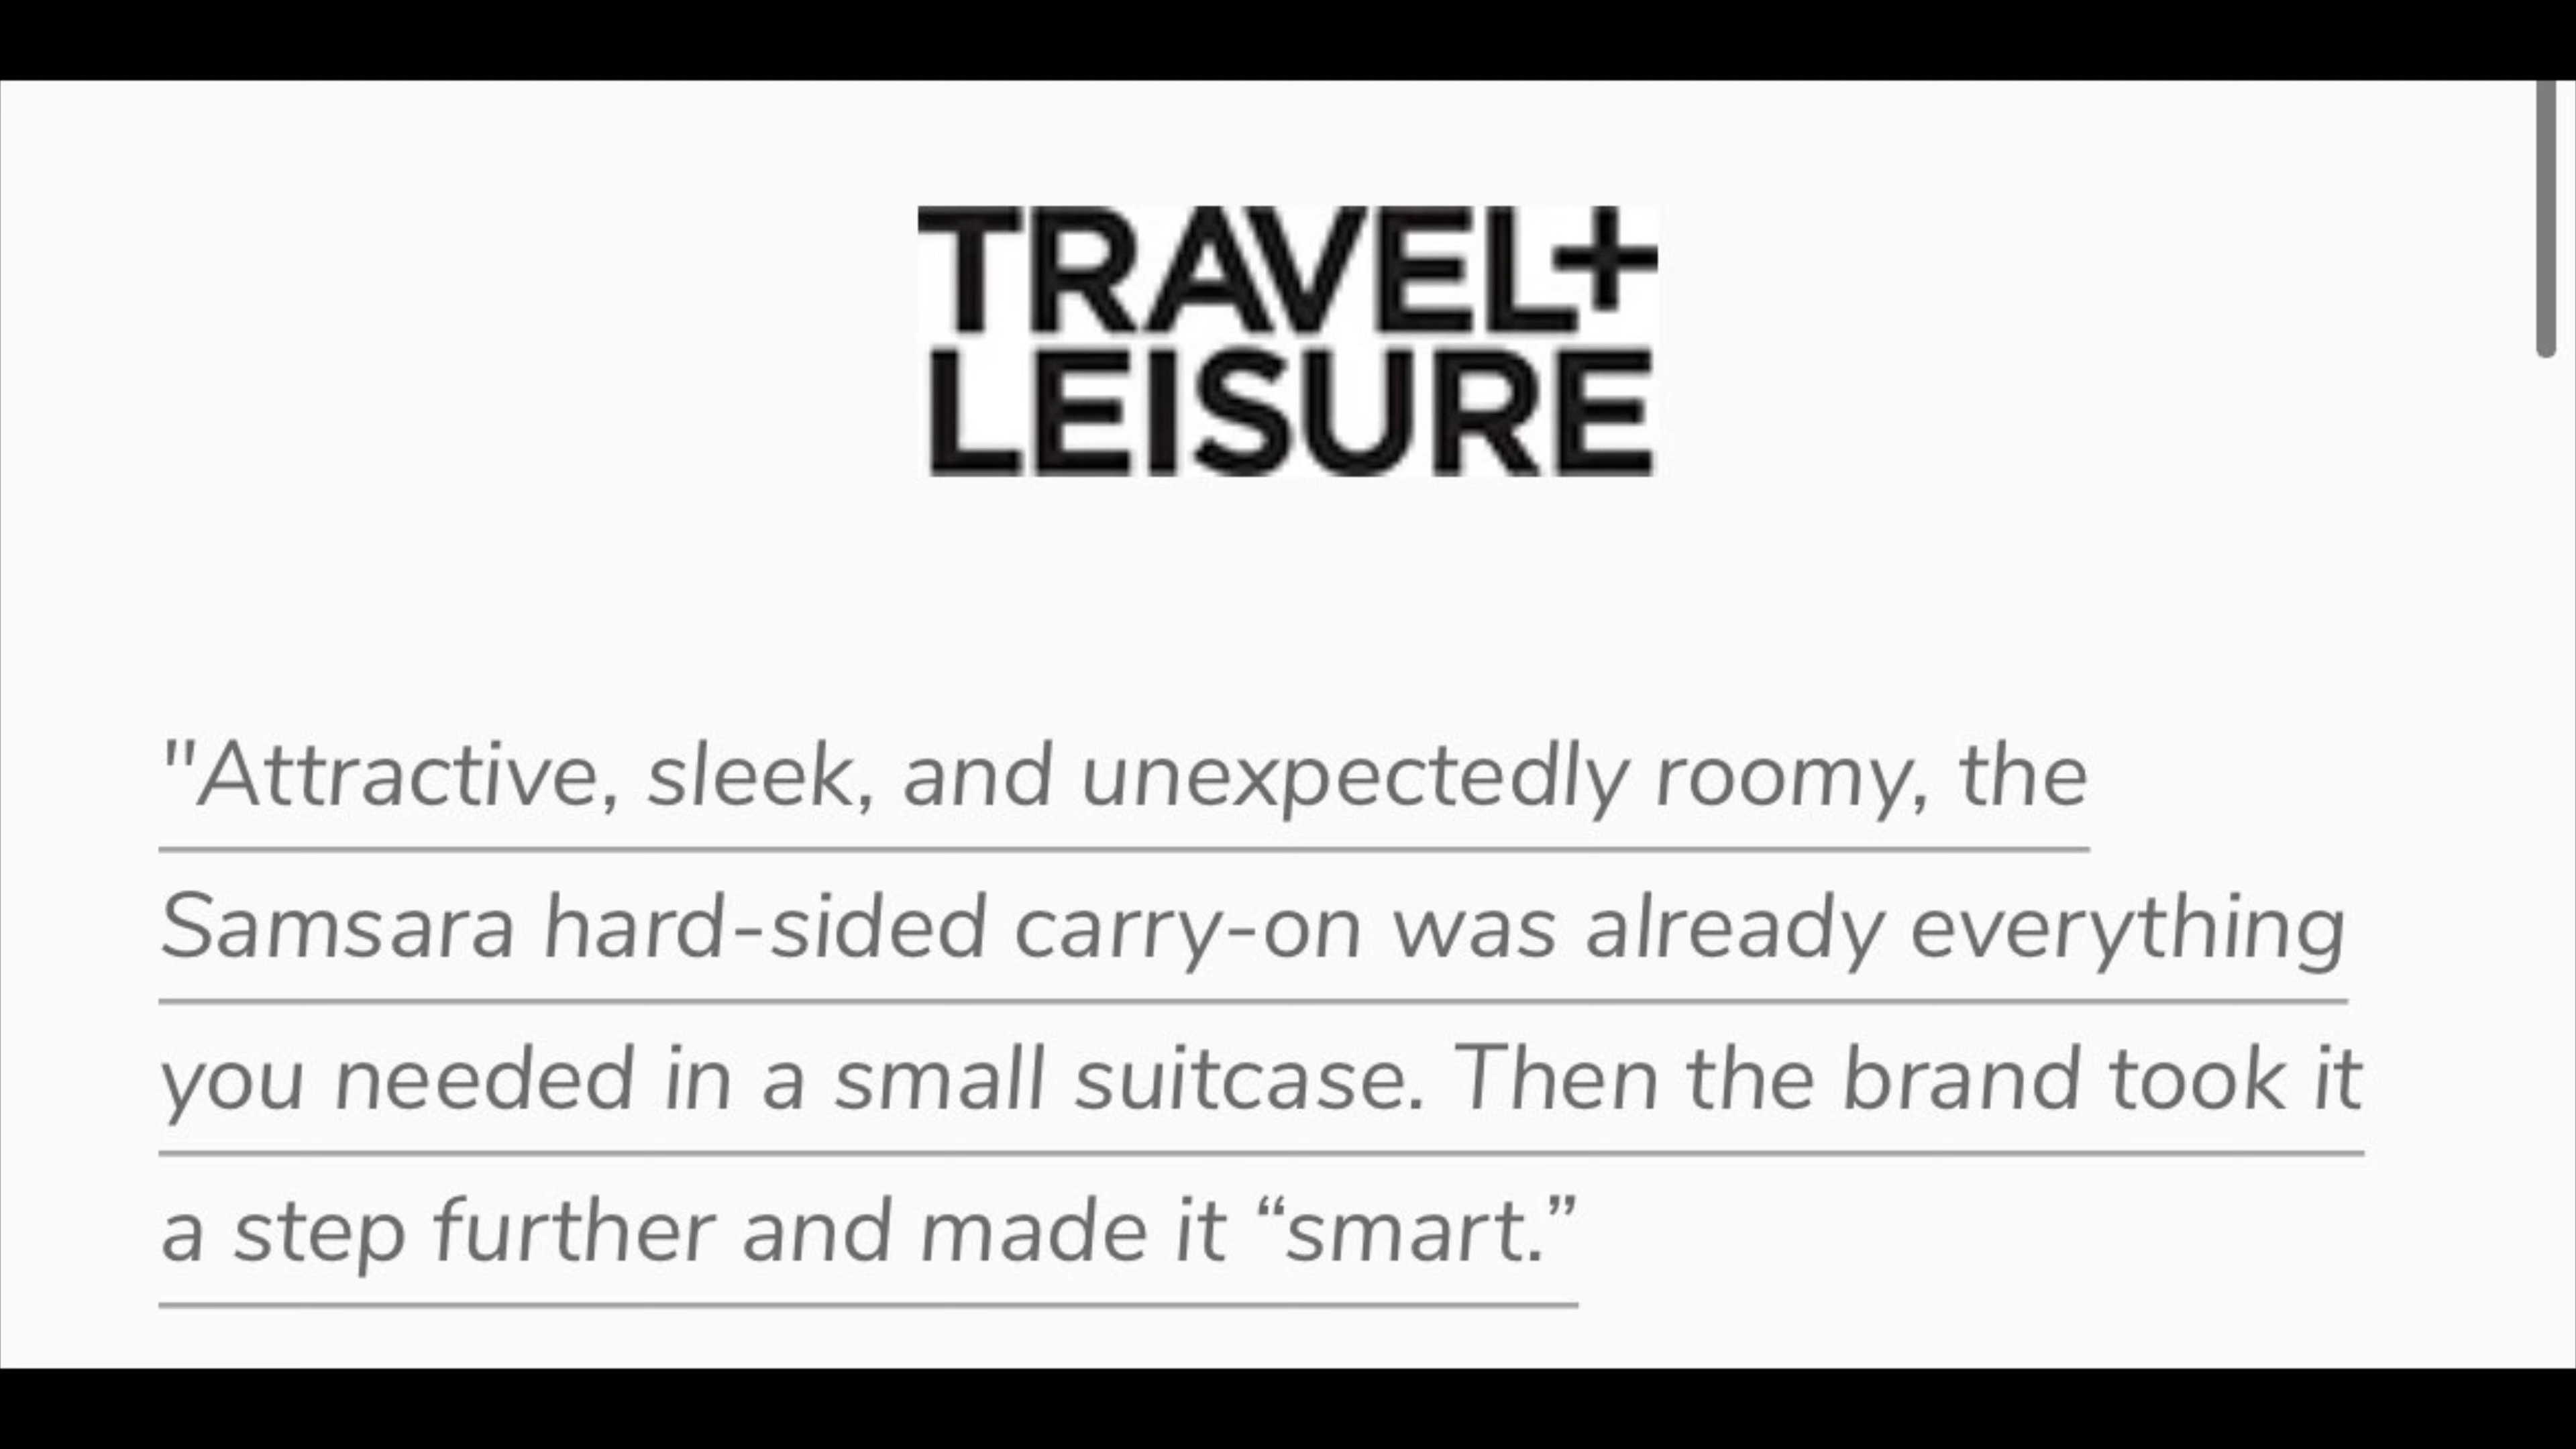 TRAVEL+
LEISURE
"Attractive, sleek, and unexpectedly roomy, the
Samsara hard-sided carry-on was already everything
you needed in a small suitcase. Then the brand took it
a step further and made it “smart.”